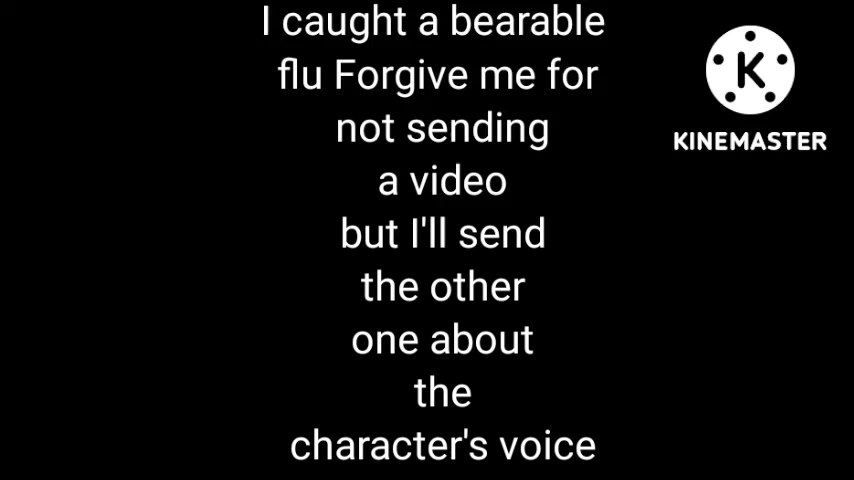 I caught a bearable
flu Forgive me for
not sending
a video
but I'll send
the other
one about
the
character's voice
K
KINEMASTER